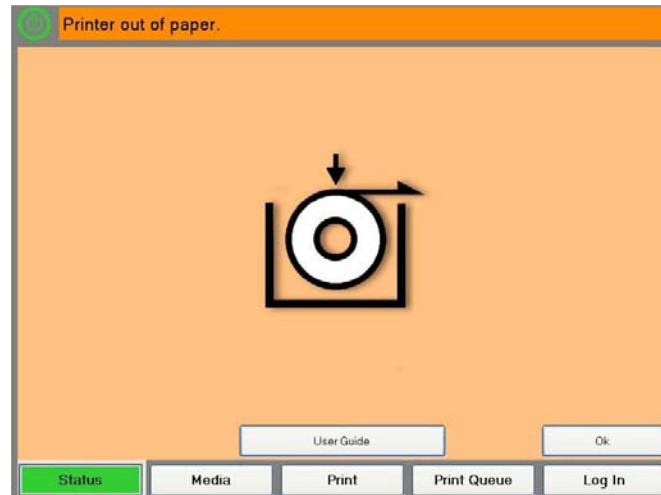 Printer out of paper.
User Guide
Ok
Status
Media
Print
Print Queue
Log In